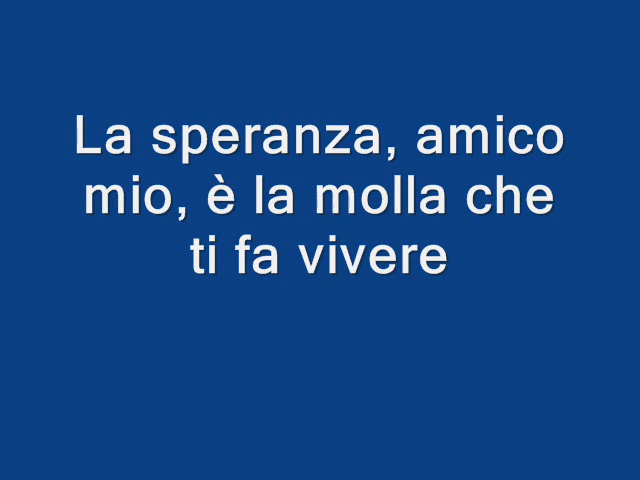 La speranza, amico
mio, è la molla che
ti fa vivere